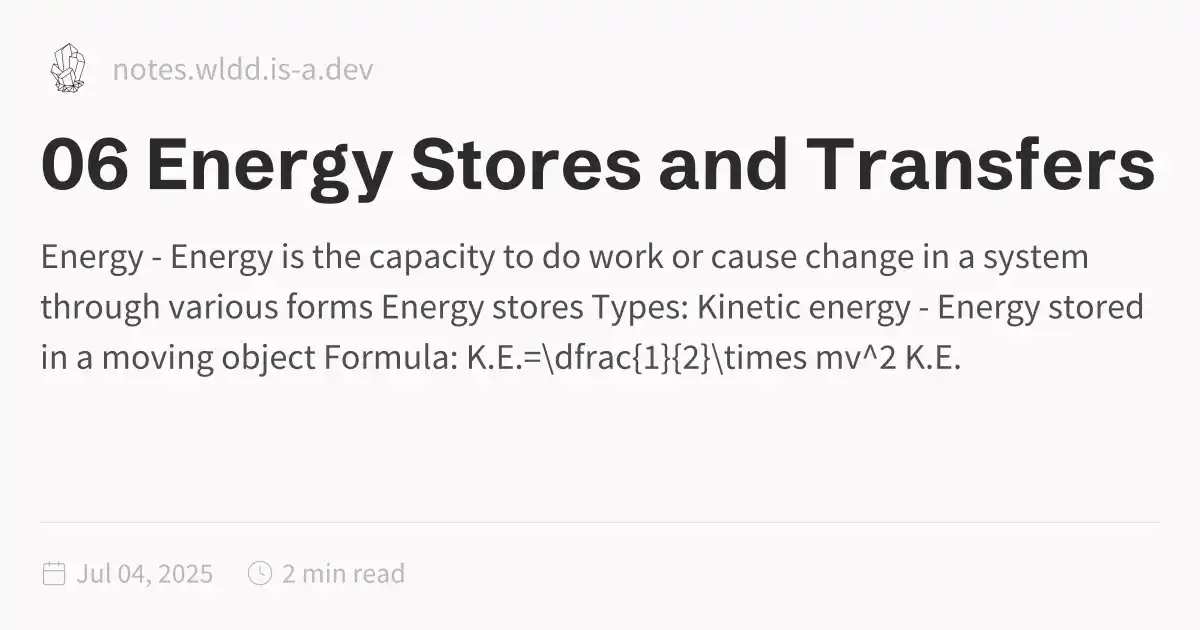 notes.wldd.is-a.dev
06 Energy Stores and Transfers
Energy - Energy is the capacity to do work or cause change in a system
through various forms Energy stores Types: Kinetic energy - Energy stored
in a moving object Formula: K.E.=\dfrac{1}{2}\times mv^2 K.E.
Jul 04, 2025 2 min read